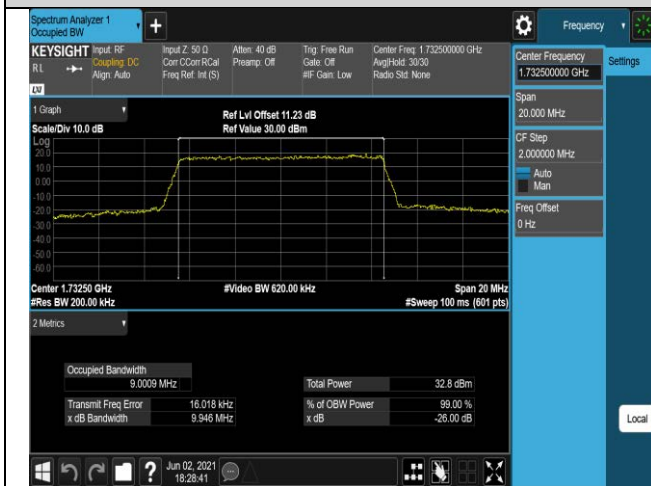 Spectrum Analyzer 1
Occupied BW
Frequency
KEYSIGHT
RL
LXI
Input: RF
Coupling: DC
Align: Auto
Input Z: 50 Ω
Corr CCorr RCal
Freq Ref: Int (S)
Atten: 40 dB
Preamp: Off
Trig: Free Run
Gate: Off
#IF Gain: Low
Center Freq: 1.732500000 GHz
Avg|Hold: 30/30
Radio Std: None
Center Frequency
1.732500000 GHz
Settings
Span
20.000 MHz
CF Step
2.000000 MHz
Auto
Man
Freq Offset
0 Hz
Local
1 Graph
Scale/Div 10.0 dB
Ref Lvl Offset 11.23 dB
Ref Value 30.00 dBm
Log
20.0
10.0
0.00
-10.0
-20.0
-30.0
-40.0
-50.0
-60.0
Center 1.73250 GHz
#Video BW 620.00 kHz
Span 20 MHz
#Res BW 200.00 kHz
#Sweep 100 ms (601 pts)
2 Metrics
Occupied Bandwidth
9.0009 MHz
Total Power 32.8 dBm
Transmit Freq Error 16.018 kHz
% of OBW Power 99.00 %
x dB Bandwidth 9.946 MHz
x dB -26.00 dB
?
Jun 02, 2021
18:28:41